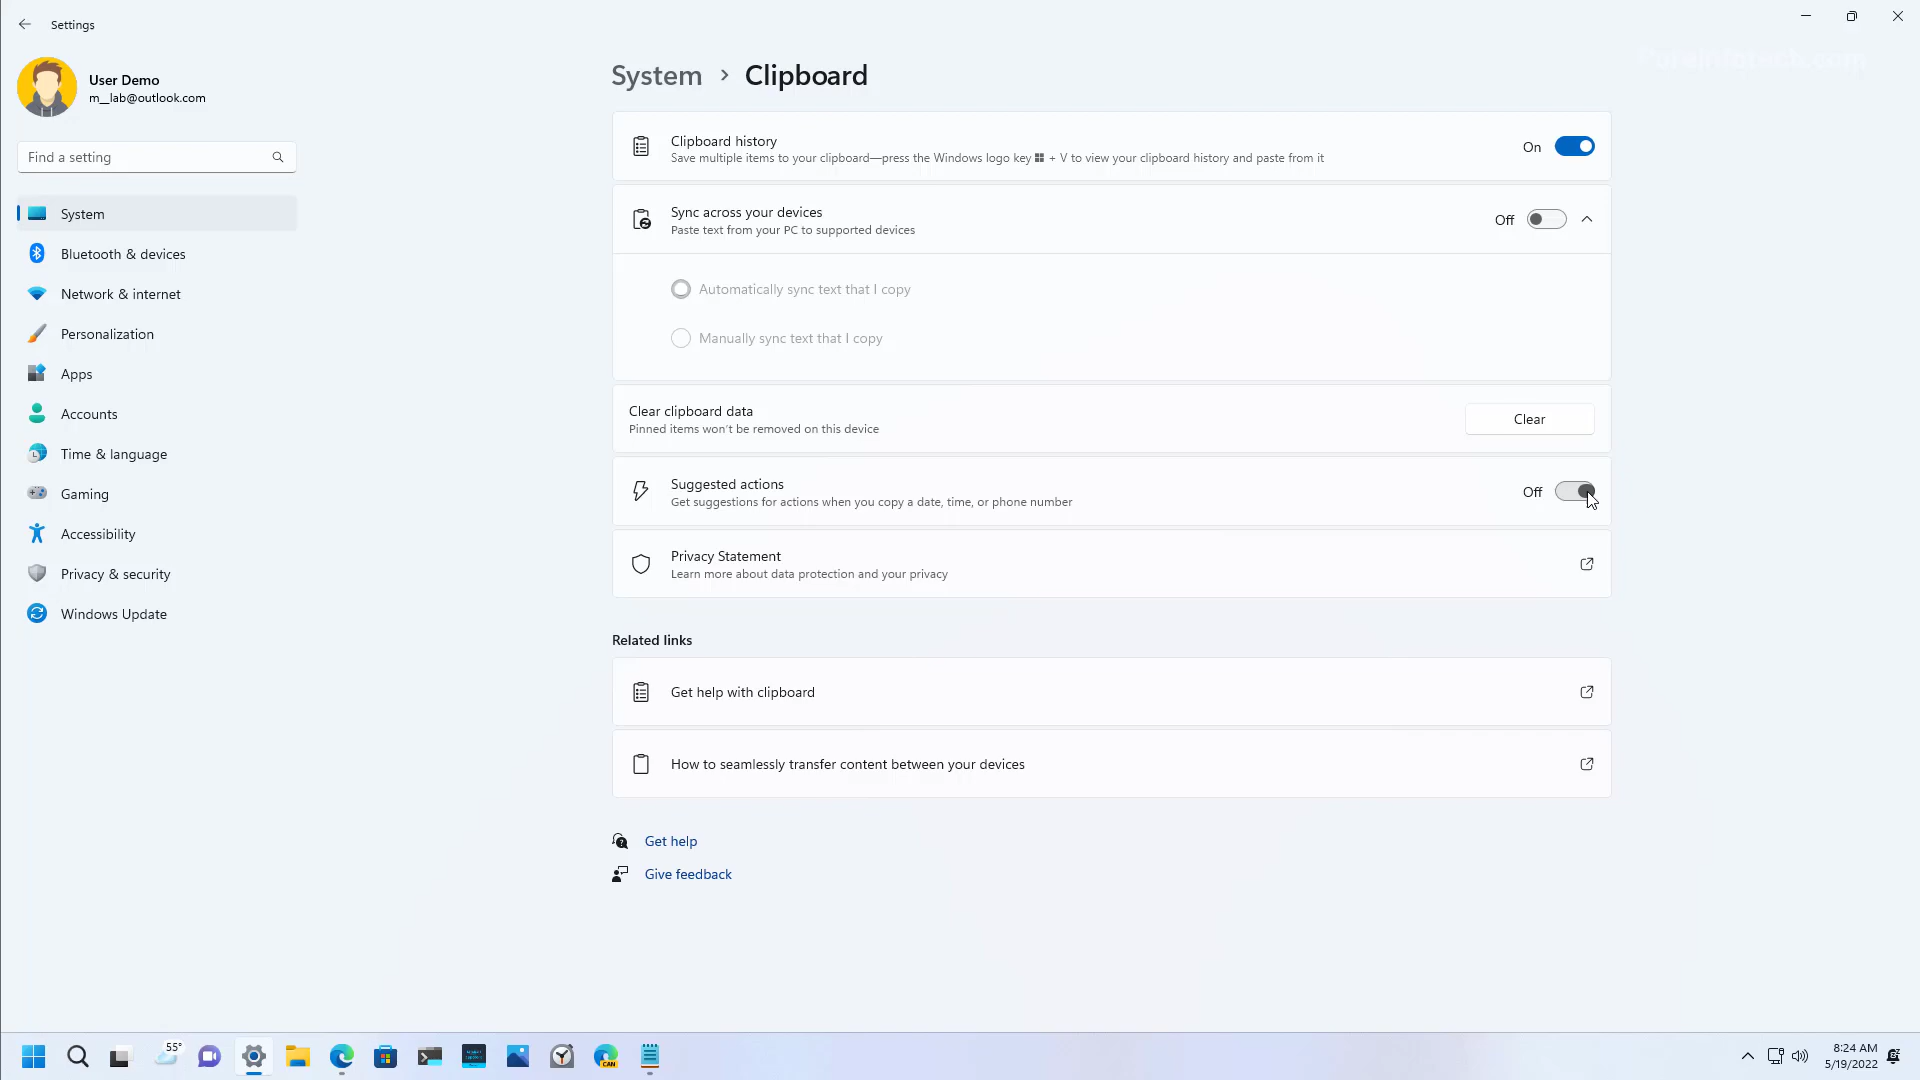 Settings
User Demo
m__lab@outlook.com
Find a setting
System
Bluetooth & devices
Network & internet
Personalization
Apps
Accounts
Time & language
Gaming
Accessibility
Privacy & security
Windows Update
System > Clipboard
Clipboard history
Save multiple items to your clipboard—press the Windows logo key + V to view your clipboard history and paste from it
On
Sync across your devices
Paste text from your PC to supported devices
Off
Automatically sync text that I copy
Manually sync text that I copy
Clear clipboard data
Pinned items won't be removed on this device
Clear
Suggested actions
Get suggestions for actions when you copy a date, time, or phone number
Off
Privacy Statement
Learn more about data protection and your privacy
Related links
Get help with clipboard
How to seamlessly transfer content between your devices
Get help
Give feedback
55°
CAN
8:24 AM
5/19/2022